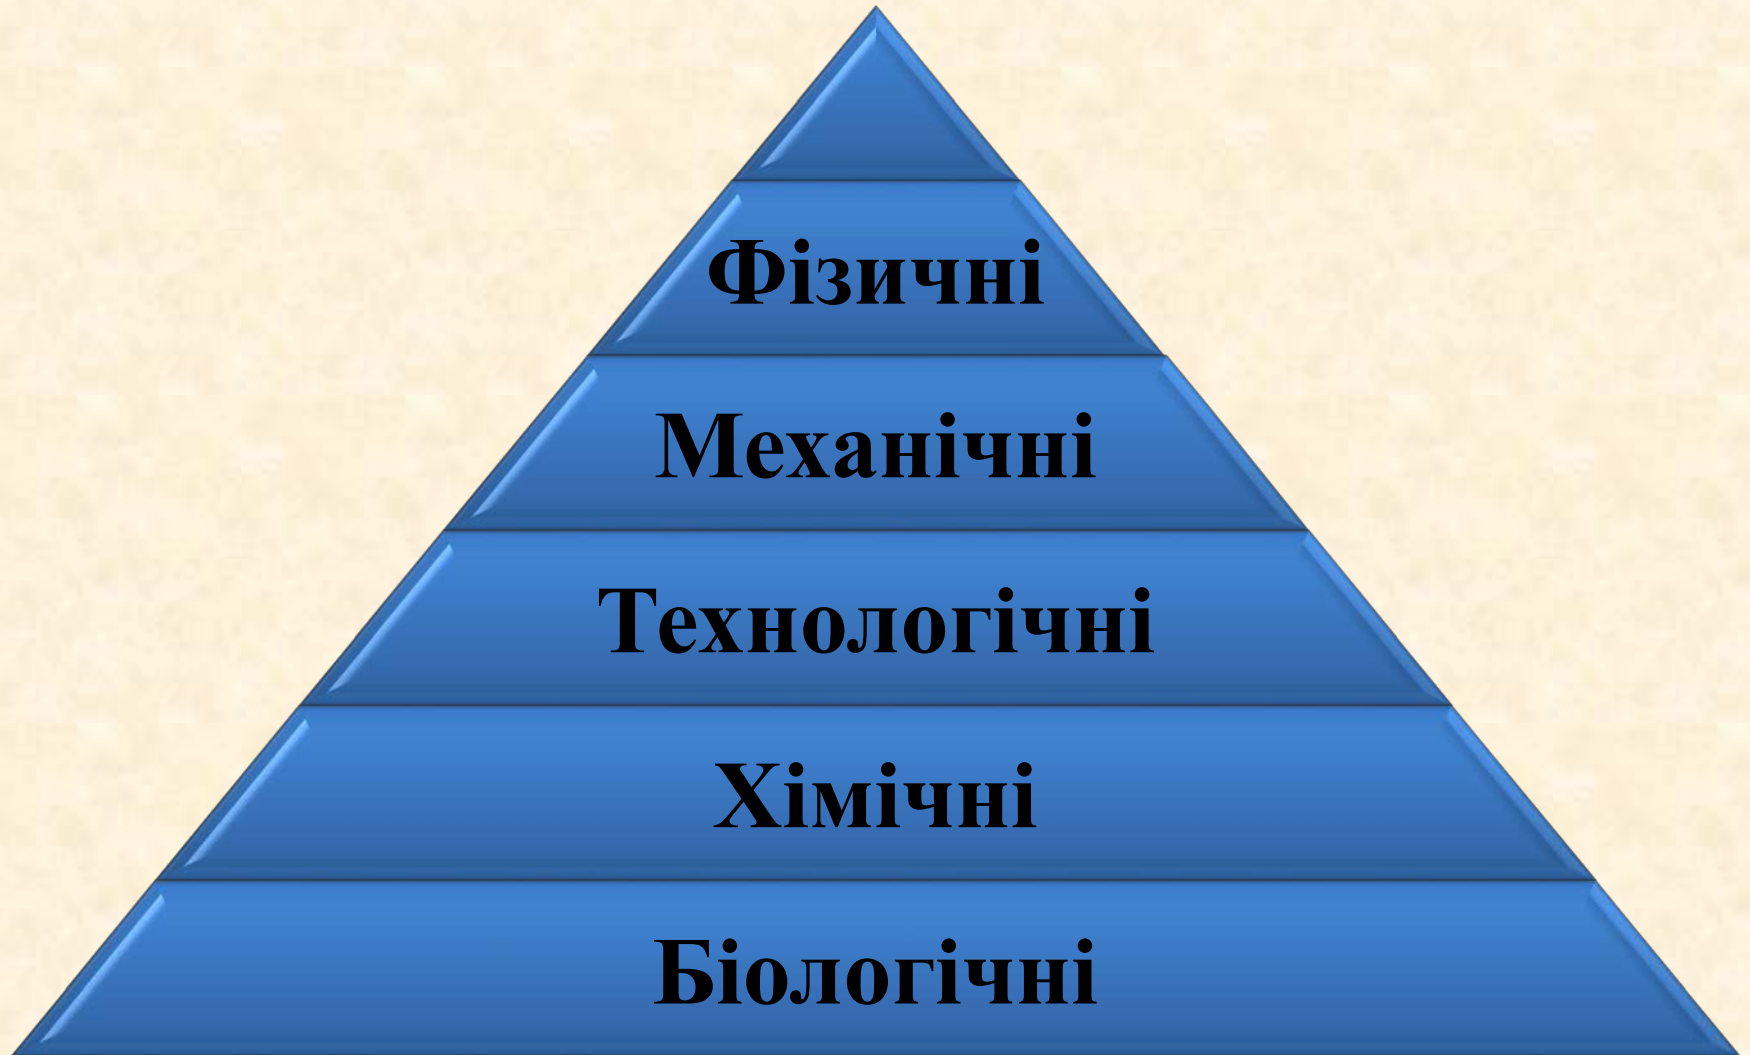 Фізичні
Механічні
Технологічні
Хімічні
Біологічні